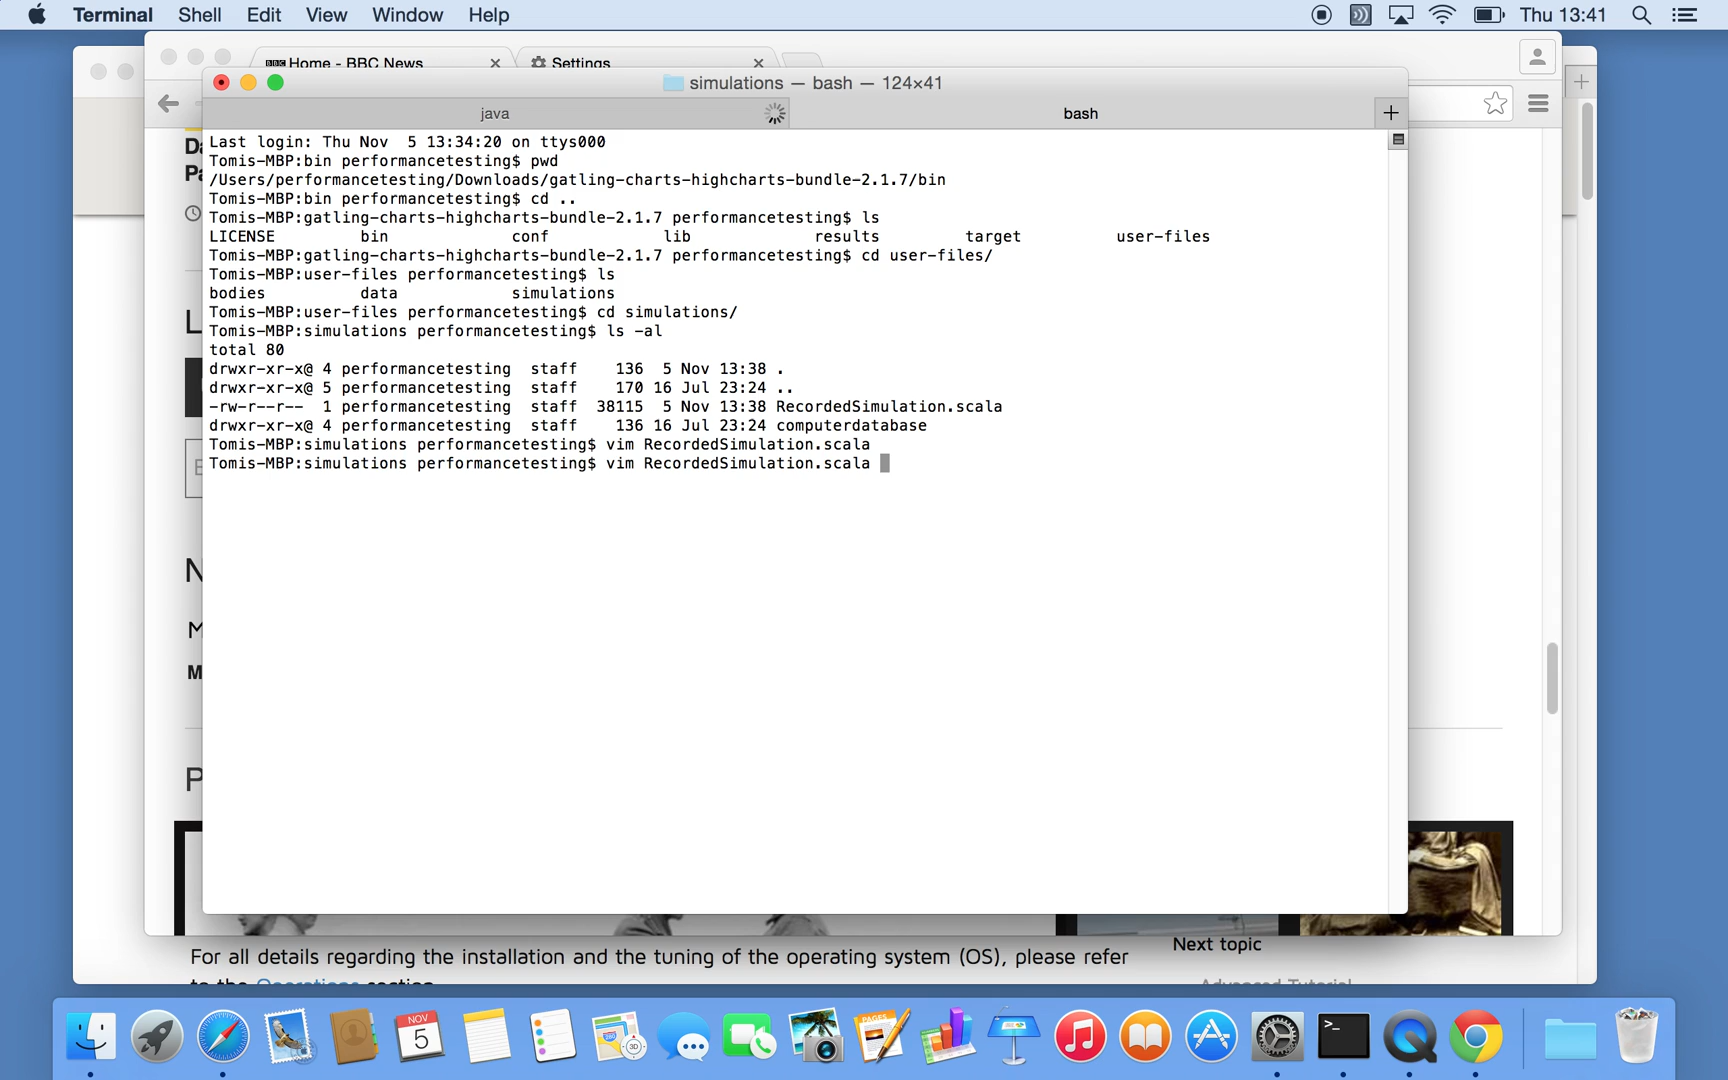 Terminal Shell Edit View Window Help Thu 13:41
Home - BBC News Settings
simulations — bash — 124×41
java bash
Last login: Thu Nov  5 13:34:20 on ttys000
Tomis-MBP:bin performancetesting$ pwd
/Users/performancetesting/Downloads/gatling-charts-highcharts-bundle-2.1.7/bin
Tomis-MBP:bin performancetesting$ cd ..
Tomis-MBP:gatling-charts-highcharts-bundle-2.1.7 performancetesting$ ls
LICENSE bin conf lib results target user-files
Tomis-MBP:gatling-charts-highcharts-bundle-2.1.7 performancetesting$ cd user-files/
Tomis-MBP:user-files performancetesting$ ls
bodies data simulations
Tomis-MBP:user-files performancetesting$ cd simulations/
Tomis-MBP:simulations performancetesting$ ls -al
total 80
drwxr-xr-x@ 4 performancetesting  staff    136  5 Nov 13:38 .
drwxr-xr-x@ 5 performancetesting  staff    170 16 Jul 23:24 ..
-rw-r--r--  1 performancetesting  staff  38115  5 Nov 13:38 RecordedSimulation.scala
drwxr-xr-x@ 4 performancetesting  staff    136 16 Jul 23:24 computerdatabase
Tomis-MBP:simulations performancetesting$ vim RecordedSimulation.scala
Tomis-MBP:simulations performancetesting$ vim RecordedSimulation.scala
Next topic
For all details regarding the installation and the tuning of the operating system (OS), please refer
NOV
5
PAGES
3D